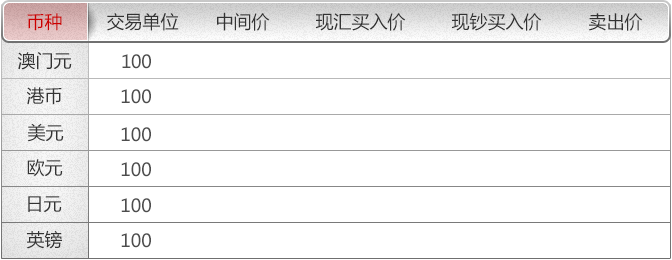 币种 交易单位 中间价 现汇买入价 现钞买入价 卖出价
澳门元 100
港币 100
美元 100
欧元 100
日元 100
英镑 100